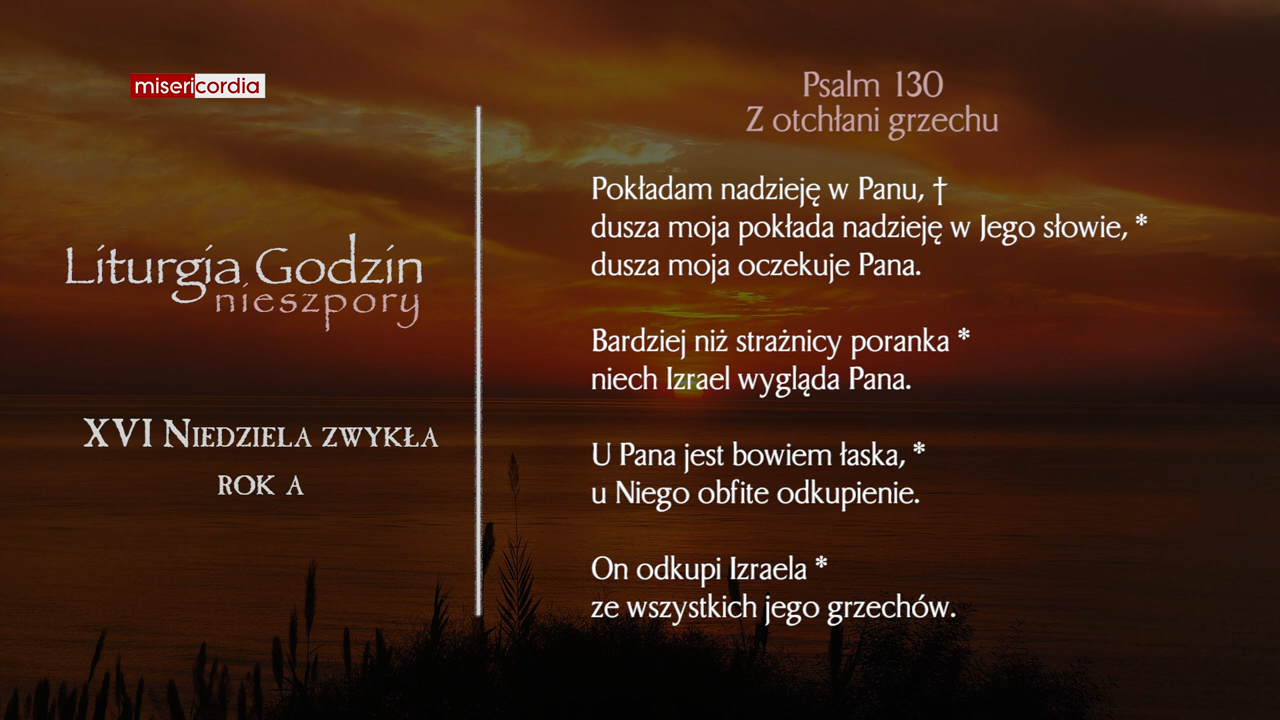 misericordia
Liturgia Godzin
nieszpory
XVI Niedziela zwykła
rok A
Psalm 130
Z otchłani grzechu
Pokładam nadzieję w Panu, †
dusza moja pokłada nadzieję w Jego słowie, *
dusza moja oczekuje Pana.
Bardziej niż strażnicy poranka *
niech Izrael wygląda Pana.
U Pana jest bowiem łaska, *
u Niego obfite odkupienie.
On odkupi Izraela *
ze wszystkich jego grzechów.